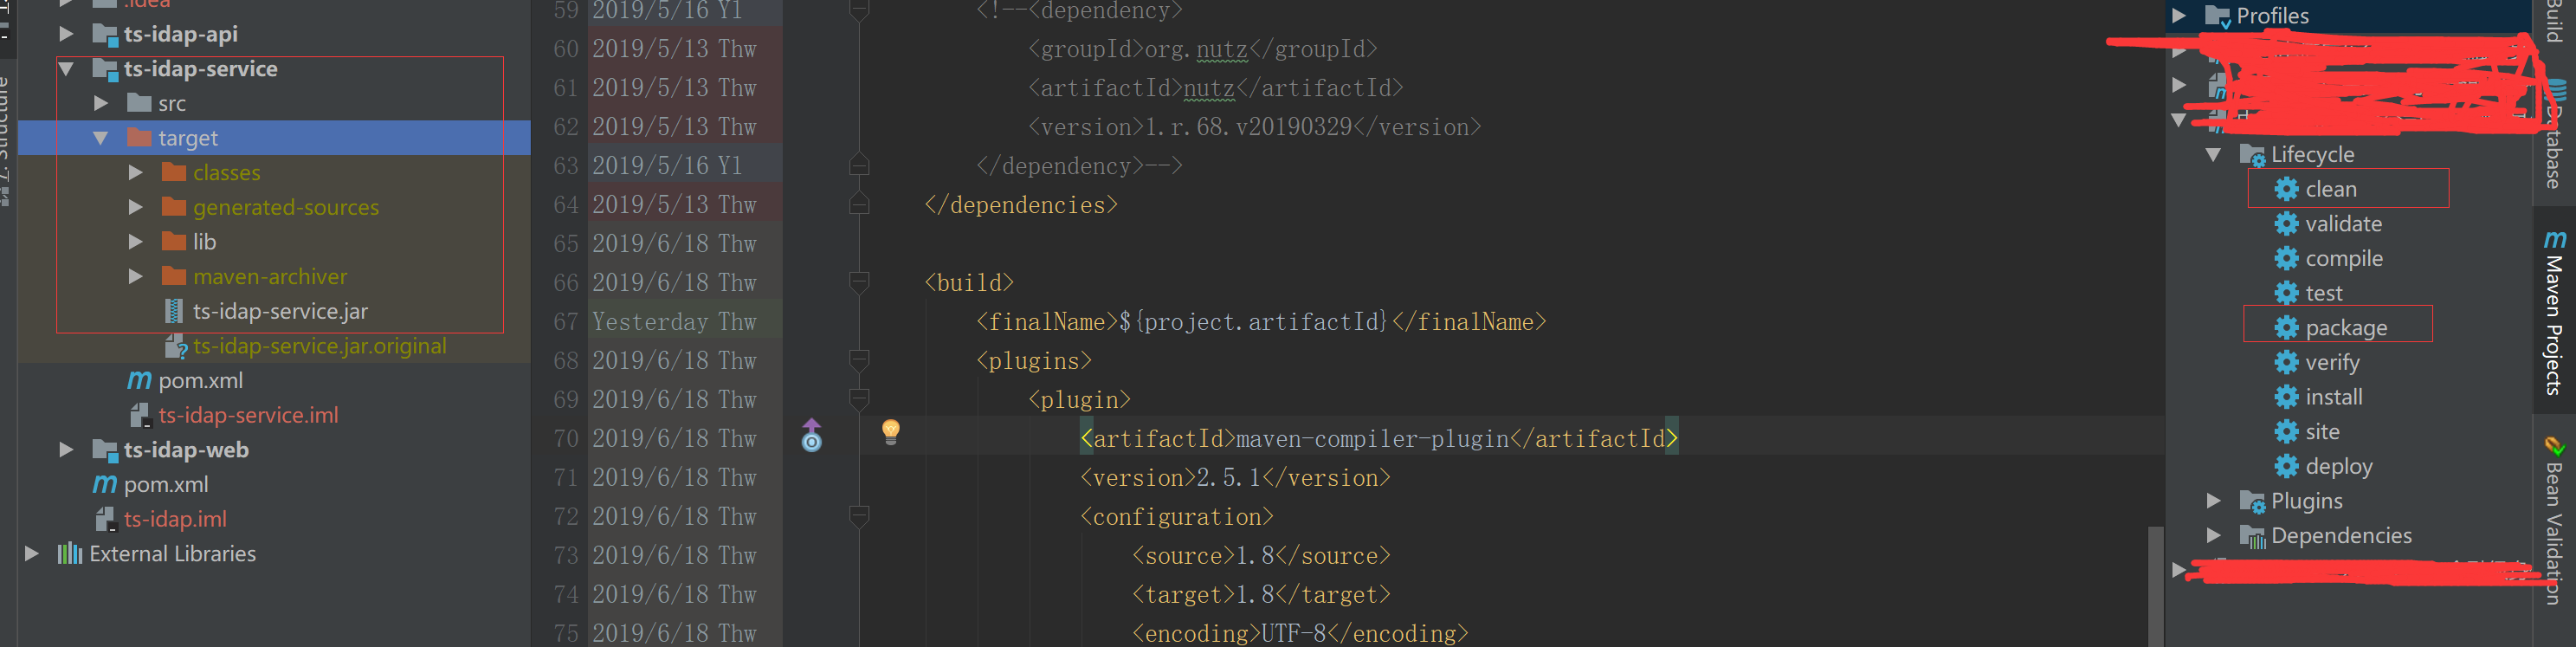 .idea
ts-idap-api
ts-idap-service
src
target
classes
generated-sources
lib
maven-archiver
ts-idap-service.jar
ts-idap-service.jar.original
pom.xml
ts-idap-service.iml
ts-idap-web
pom.xml
ts-idap.iml
External Libraries
Structure
59 2019/5/16 Yl <!--<dependency>
60 2019/5/13 Thw <groupId>org.nutz</groupId>
61 2019/5/13 Thw <artifactId>nutz</artifactId>
62 2019/5/13 Thw <version>1.r.68.v20190329</version>
63 2019/5/16 Yl </dependency>-->
64 2019/5/13 Thw </dependencies>
65 2019/6/18 Thw
66 2019/6/18 Thw <build>
67 Yesterday Thw <finalName>${project.artifactId}</finalName>
68 2019/6/18 Thw <plugins>
69 2019/6/18 Thw <plugin>
70 2019/6/18 Thw <artifactId>maven-compiler-plugin</artifactId>
71 2019/6/18 Thw <version>2.5.1</version>
72 2019/6/18 Thw <configuration>
73 2019/6/18 Thw <source>1.8</source>
74 2019/6/18 Thw <target>1.8</target>
75 2019/6/18 Thw <encoding>UTF-8</encoding>
Profiles
Lifecycle
clean
validate
compile
test
package
verify
install
site
deploy
Plugins
Dependencies
Build
Database
Maven Projects
Bean Validation